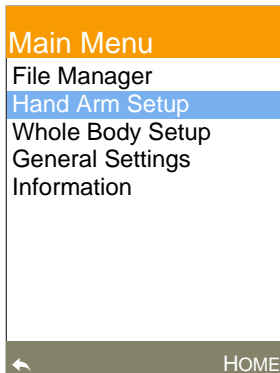 Main Menu
File Manager
Hand Arm Setup
Whole Body Setup
General Settings
Information
HOME